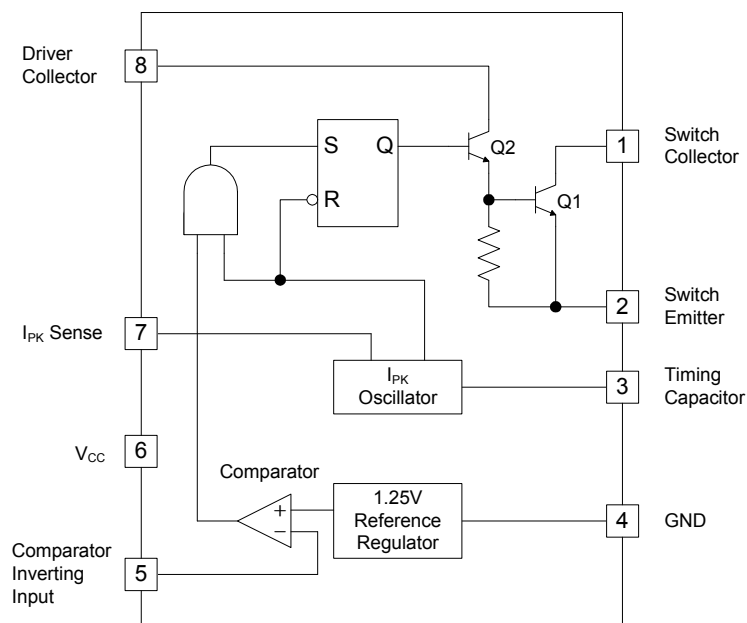 Driver
Collector
8
S
Q
R
Q2
Q1
1
Switch
Collector
2
Switch
Emitter
IPK Sense
7
IPK
Oscillator
3
Timing
Capacitor
VCC
6
Comparator
+
−
1.25V
Reference
Regulator
4
GND
Comparator
Inverting
Input
5